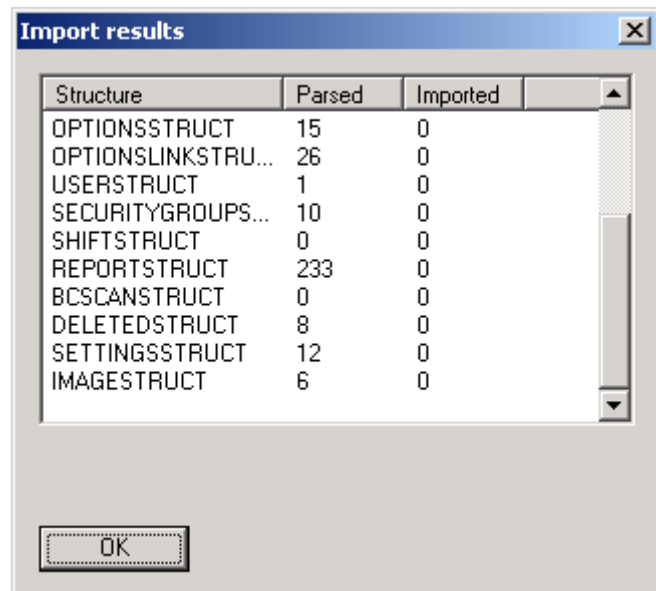 Import results
Structure Parsed Imported
OPTIONSSTRUCT 15 0
OPTIONSLINKSTRU... 26 0
USERSTRUCT 1 0
SECURITYGROUPS... 10 0
SHIFTSTRUCT 0 0
REPORTSTRUCT 233 0
BCSCANSTRUCT 0 0
DELETEDSTRUCT 8 0
SETTINGSSTRUCT 12 0
IMAGESTRUCT 6 0
OK